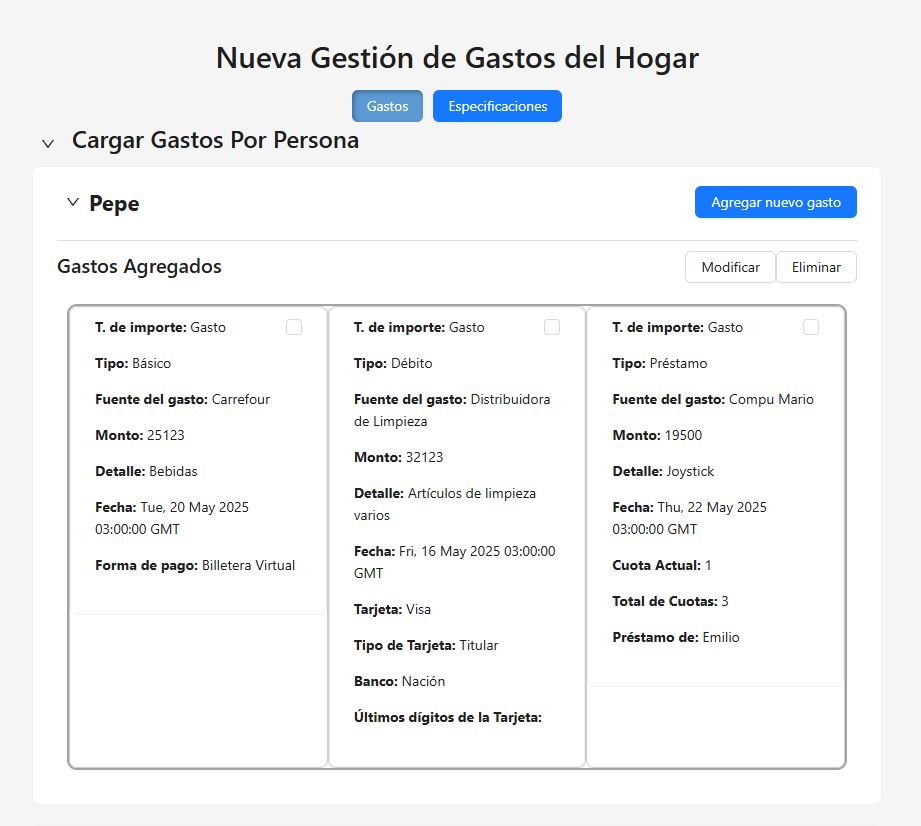 Nueva Gestión de Gastos del Hogar
Gastos
Especificaciones
Cargar Gastos Por Persona
Pepe
Agregar nuevo gasto
Gastos Agregados
Modificar
Eliminar
T. de importe: Gasto
Tipo: Básico
Fuente del gasto: Carrefour
Monto: 25123
Detalle: Bebidas
Fecha: Tue, 20 May 2025
03:00:00 GMT
Forma de pago: Billetera Virtual
T. de importe: Gasto
Tipo: Débito
Fuente del gasto: Distribuidora
de Limpieza
Monto: 32123
Detalle: Artículos de limpieza
varios
Fecha: Fri, 16 May 2025 03:00:00
GMT
Tarjeta: Visa
Tipo de Tarjeta: Titular
Banco: Nación
Últimos dígitos de la Tarjeta:
T. de importe: Gasto
Tipo: Préstamo
Fuente del gasto: Compu Mario
Monto: 19500
Detalle: Joystick
Fecha: Thu, 22 May 2025
03:00:00 GMT
Cuota Actual: 1
Total de Cuotas: 3
Préstamo de: Emilio